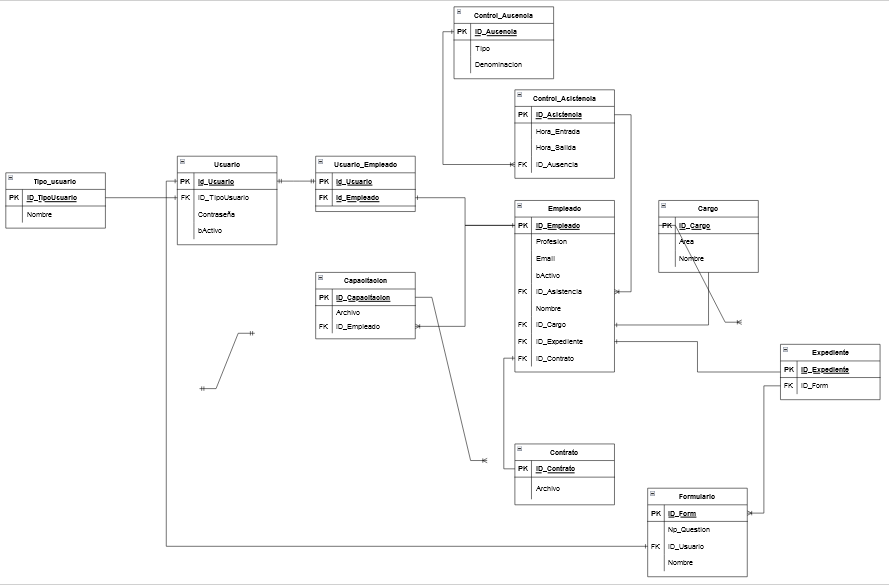 Control_Ausencia
PK ID_Ausencia
Tipo
Denominacion
Control_Asistencia
PK ID_Asistencia
Hora_Entrada
Hora_Salida
FK ID_Ausencia
Tipo_usuario
PK ID_TipoUsuario
Nombre
Usuario
PK Id_Usuario
FK ID_TipoUsuario
Contraseña
bActivo
Usuario_Empleado
PK Id_Usuario
FK Id_Empleado
Empleado
PK ID_Empleado
Profesion
Email
bActivo
FK ID_Asistencia
Nombre
FK ID_Cargo
FK ID_Expediente
FK ID_Contrato
Cargo
PK ID_Cargo
Area
Nombre
Capacitacion
PK ID_Capacitacion
Archivo
FK ID_Empleado
Expediente
PK ID_Expediente
FK ID_Form
Contrato
PK ID_Contrato
Archivo
Formulario
PK ID_Form
Np_Question
FK ID_Usuario
Nombre